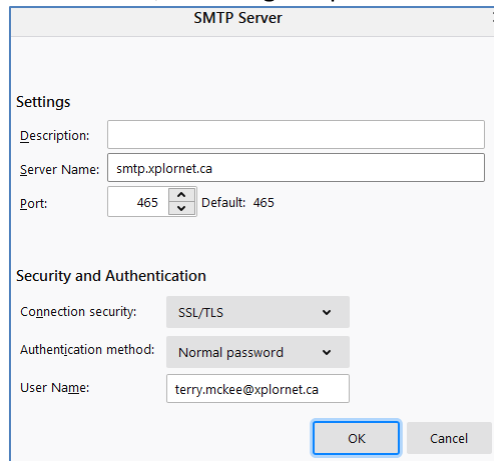 SMTP Server
Settings
Description:
Server Name: smtp.xplornet.ca
Port: 465 Default: 465
Security and Authentication
Connection security: SSL/TLS
Authentication method: Normal password
User Name: terry.mckee@xplornet.ca
OK Cancel